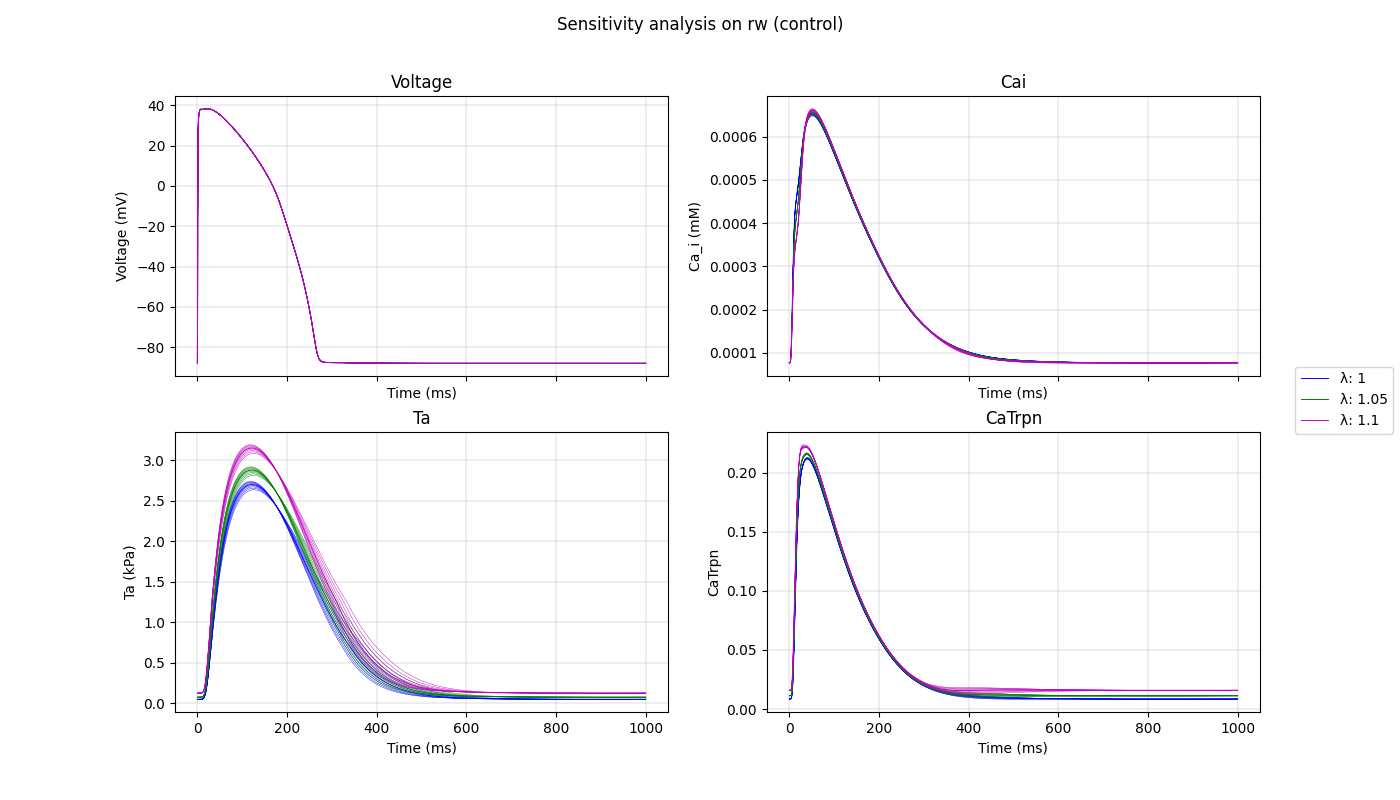 Sensitivity analysis on rw (control)
Voltage
Voltage (mV)
40
20
0
−20
−40
−60
−80
Time (ms)
Cai
Ca_i (mM)
0.0006
0.0005
0.0004
0.0003
0.0002
0.0001
Time (ms)
λ: 1
λ: 1.05
λ: 1.1
Ta
Ta (kPa)
3.0
2.5
2.0
1.5
1.0
0.5
0.0
0 200 400 600 800 1000
Time (ms)
CaTrpn
CaTrpn
0.20
0.15
0.10
0.05
0.00
0 200 400 600 800 1000
Time (ms)